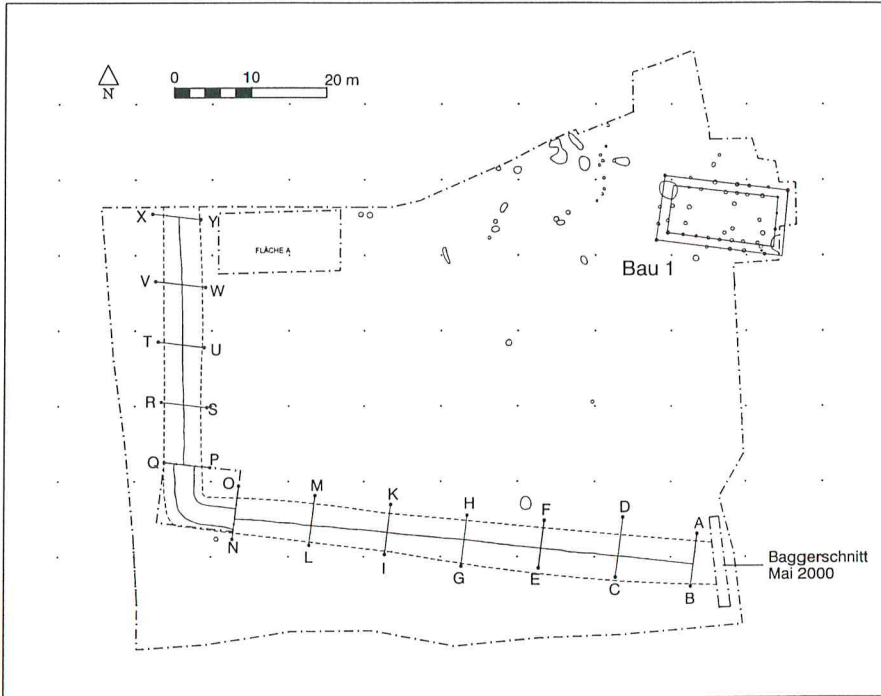 N
0 10 20 m
X Y
FLÄCHE A
Bau 1
V W
T U
R S
Q P
O M K H F D A
N L I G E C B
Baggerschnitt
Mai 2000